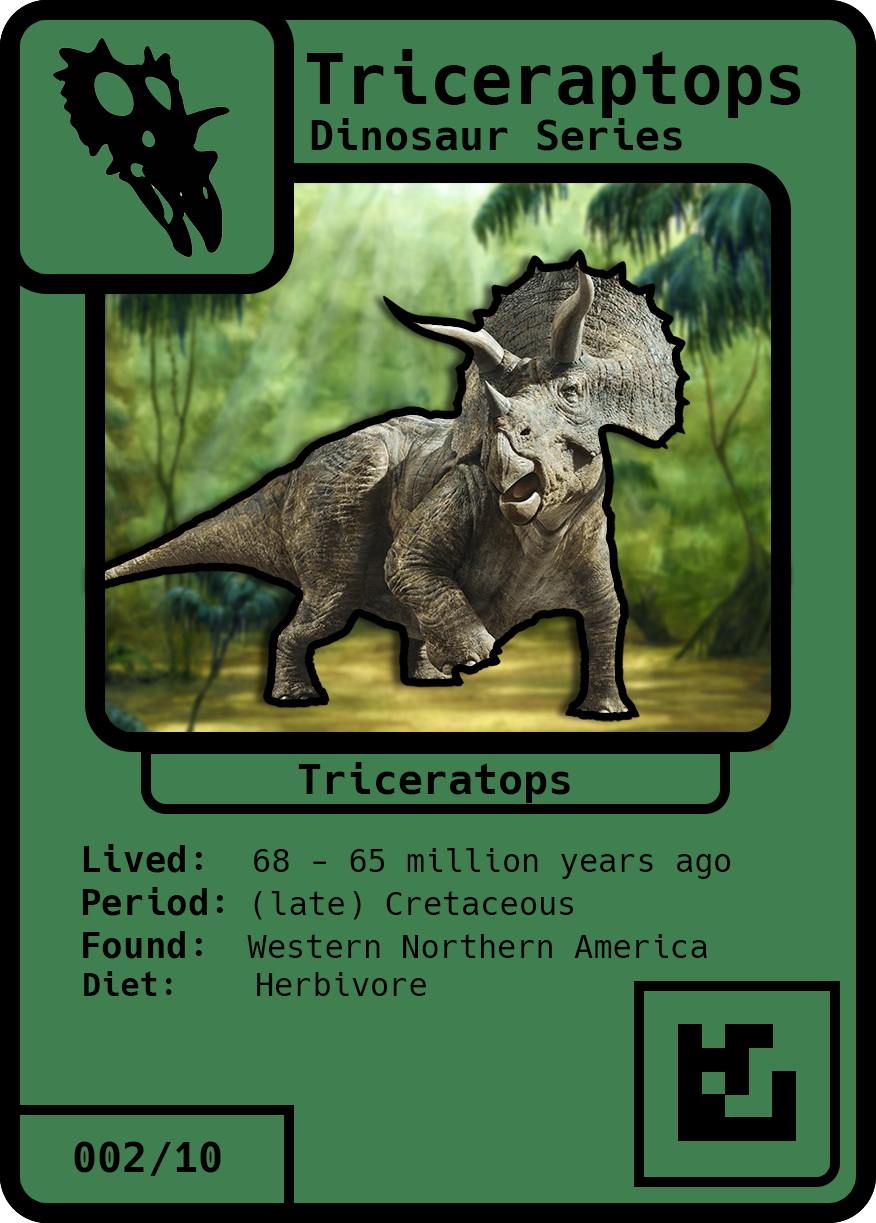 Triceraptops
Dinosaur Series
Triceratops
Lived: 68 - 65 million years ago
Period: (late) Cretaceous
Found: Western Northern America
Diet: Herbivore
002/10